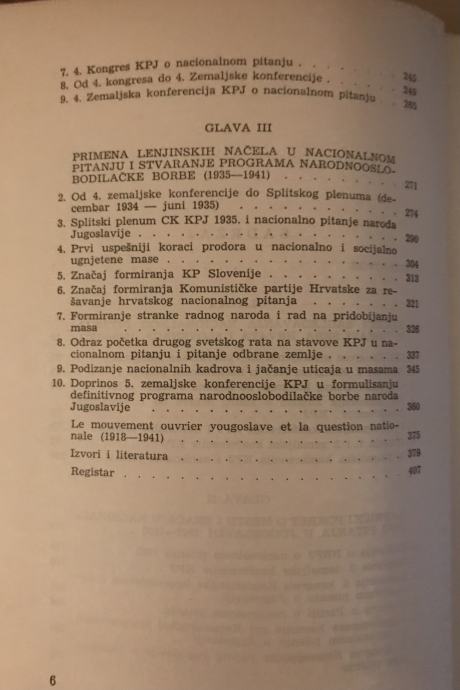 7. 4. Kongres KPJ o nacionalnom pitanju . . . . . . . 245
8. Od 4. kongresa do 4. Zemaljske konferencije . . . . . 249
9. 4. Zemaljska konferencija KPJ o nacionalnom pitanju . . 265
GLAVA III
PRIMENA LENJINSKIH NAČELA U NACIONALNOM
PITANJU I STVARANJE PROGRAMA NARODNOOSLO-
BODILAČKE BORBE (1935—1941) . . . . . . . . 271
2. Od 4. zemaljske konferencije do Splitskog plenuma (de-
cembar 1934 — juni 1935) . . . . . . . . . . 274
3. Splitski plenum CK KPJ 1935. i nacionalno pitanje naroda
Jugoslavije . . . . . . . . . . . . . . . 290
4. Prvi uspešniji koraci prodora u nacionalno i socijalno
ugnjetene mase . . . . . . . . . . . . . . 304
5. Značaj formiranja KP Slovenije . . . . . . . . . 313
6. Značaj formiranja Komunističke partije Hrvatske za re-
šavanje hrvatskog nacionalnog pitanja . . . . . . . 321
7. Formiranje stranke radnog naroda i rad na pridobijanju
masa . . . . . . . . . . . . . . . . . 326
8. Odraz početka drugog svetskog rata na stavove KPJ u na-
cionalnom pitanju i pitanje odbrane zemlje . . . . . . 337
9. Podizanje nacionalnih kadrova i jačanje uticaja u masama 345
10. Doprinos 5. zemaljske konferencije KPJ u formulisanju
definitivnog programa narodnooslobodilačke borbe naroda
Jugoslavije . . . . . . . . . . . . . . . 360
Le mouvement ouvrier yougoslave et la question natio-
nale (1918—1941) . . . . . . . . . . . . . 375
Izvori i literatura . . . . . . . . . . . . . 379
Registar . . . . . . . . . . . . . . . . 407
6